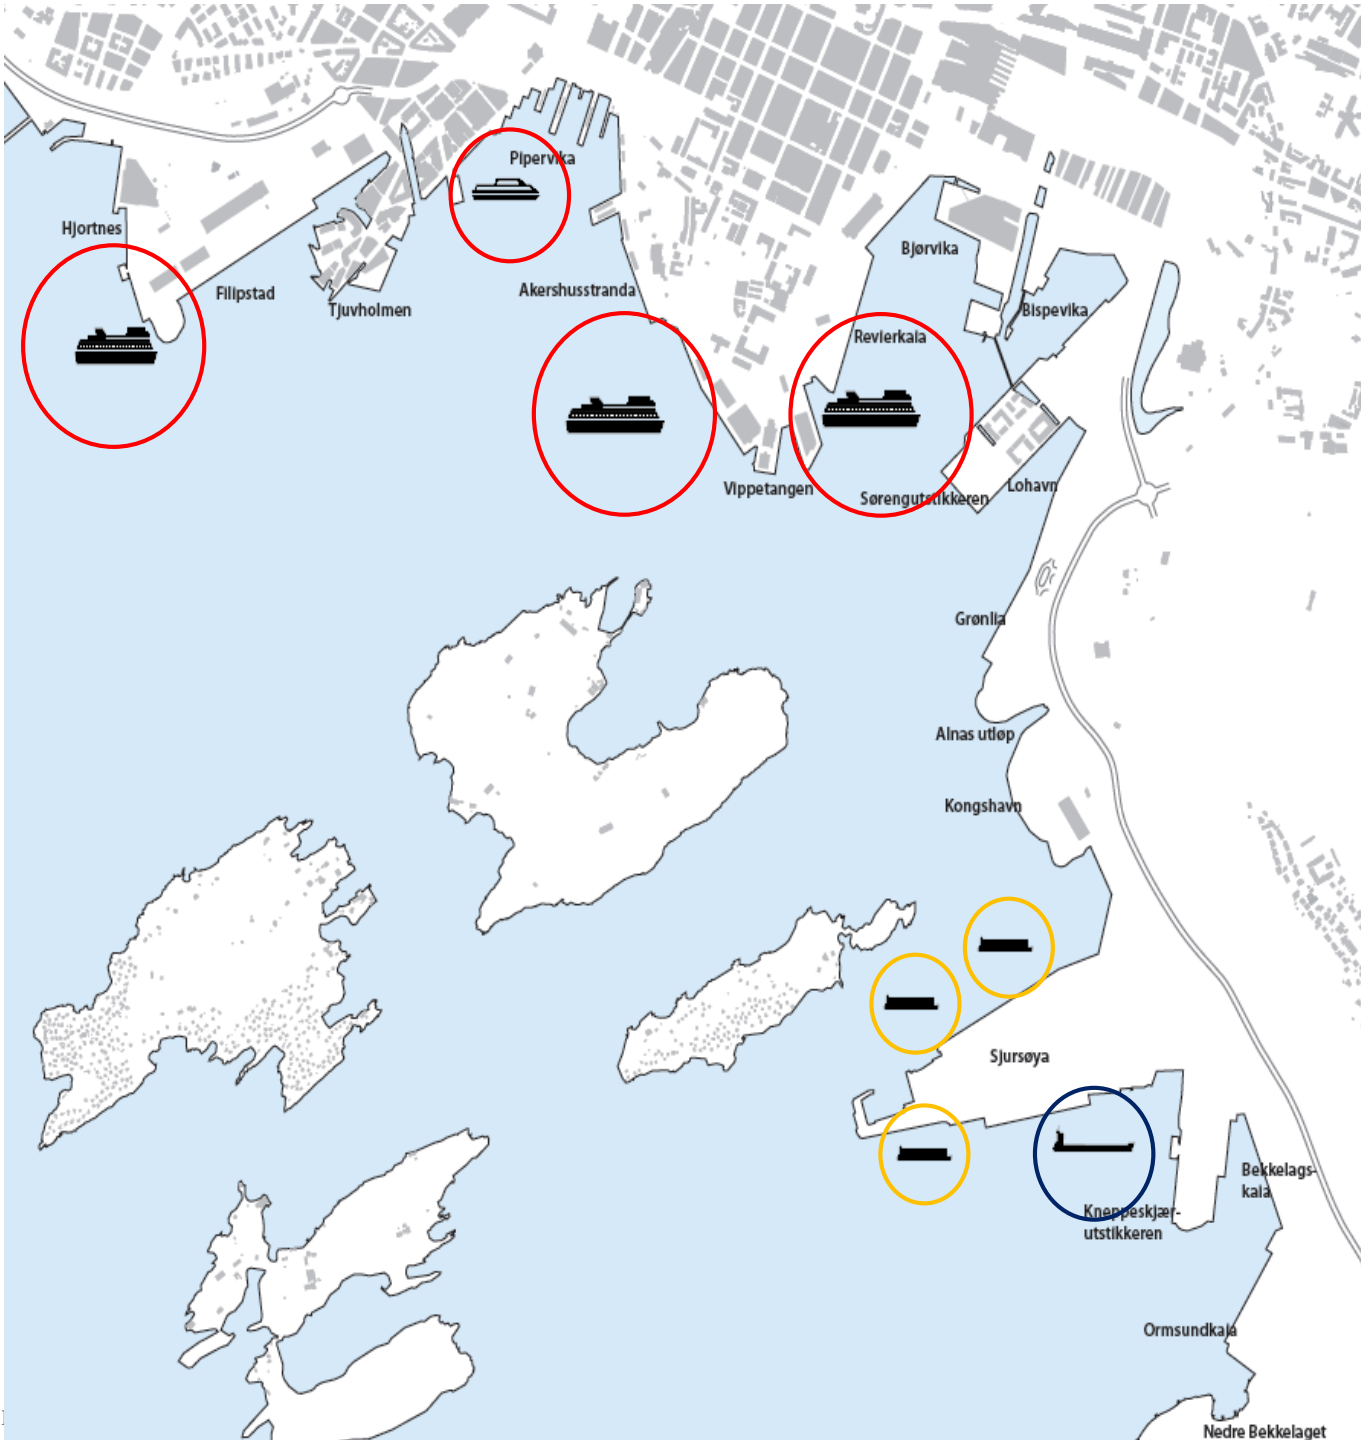 Pipervika
Hjortnes
Filipstad
Tjuvholmen
Akershusstranda
Bjørvika
Bispevika
Revierkaia
Vippetangen
Sørengutstikkeren
Lohavn
Grønlia
Alnas utløp
Kongshavn
Sjursøya
Bekkelags-
kaia
Kneppeskjær-
utstikkeren
Ormsundkaia
Nedre Bekkelaget